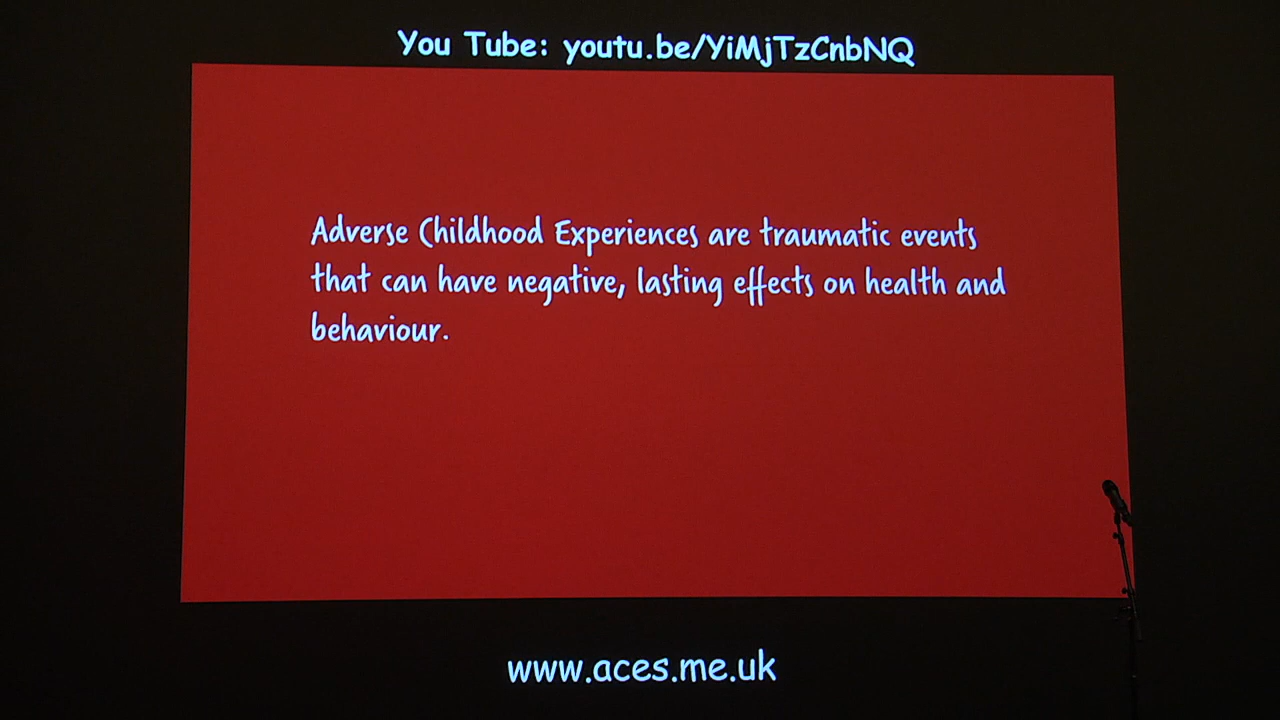 You Tube: youtu.be/YiMjTzCnbNQ
Adverse Childhood Experiences are traumatic events
that can have negative, lasting effects on health and
behaviour.
www.aces.me.uk